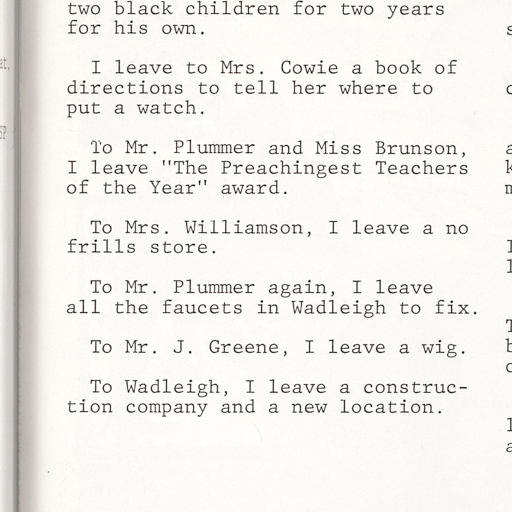 two black children for two years
for his own.
I leave to Mrs. Cowie a book of
directions to tell her where to
put a watch.
To Mr. Plummer and Miss Brunson,
I leave "The Preachingest Teachers
of the Year" award.
To Mrs. Williamson, I leave a no
frills store.
To Mr. Plummer again, I leave
all the faucets in Wadleigh to fix.
To Mr. J. Greene, I leave a wig.
To Wadleigh, I leave a construc-
tion company and a new location.